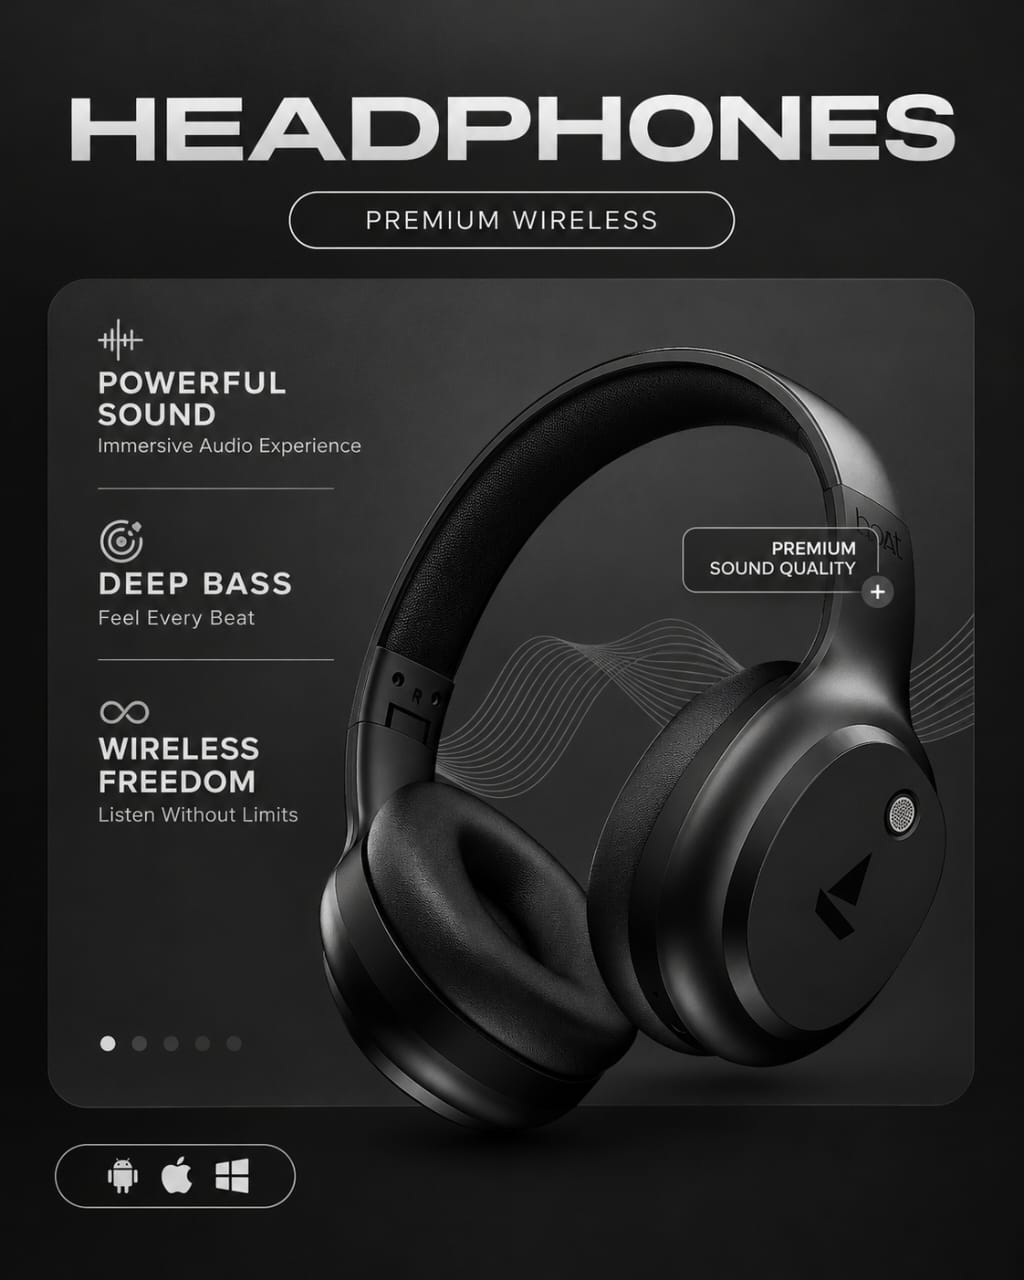 HEADPHONES
PREMIUM WIRELESS
POWERFUL
SOUND
Immersive Audio Experience
DEEP BASS
Feel Every Beat
WIRELESS
FREEDOM
Listen Without Limits
boAt
PREMIUM
SOUND QUALITY
+
R